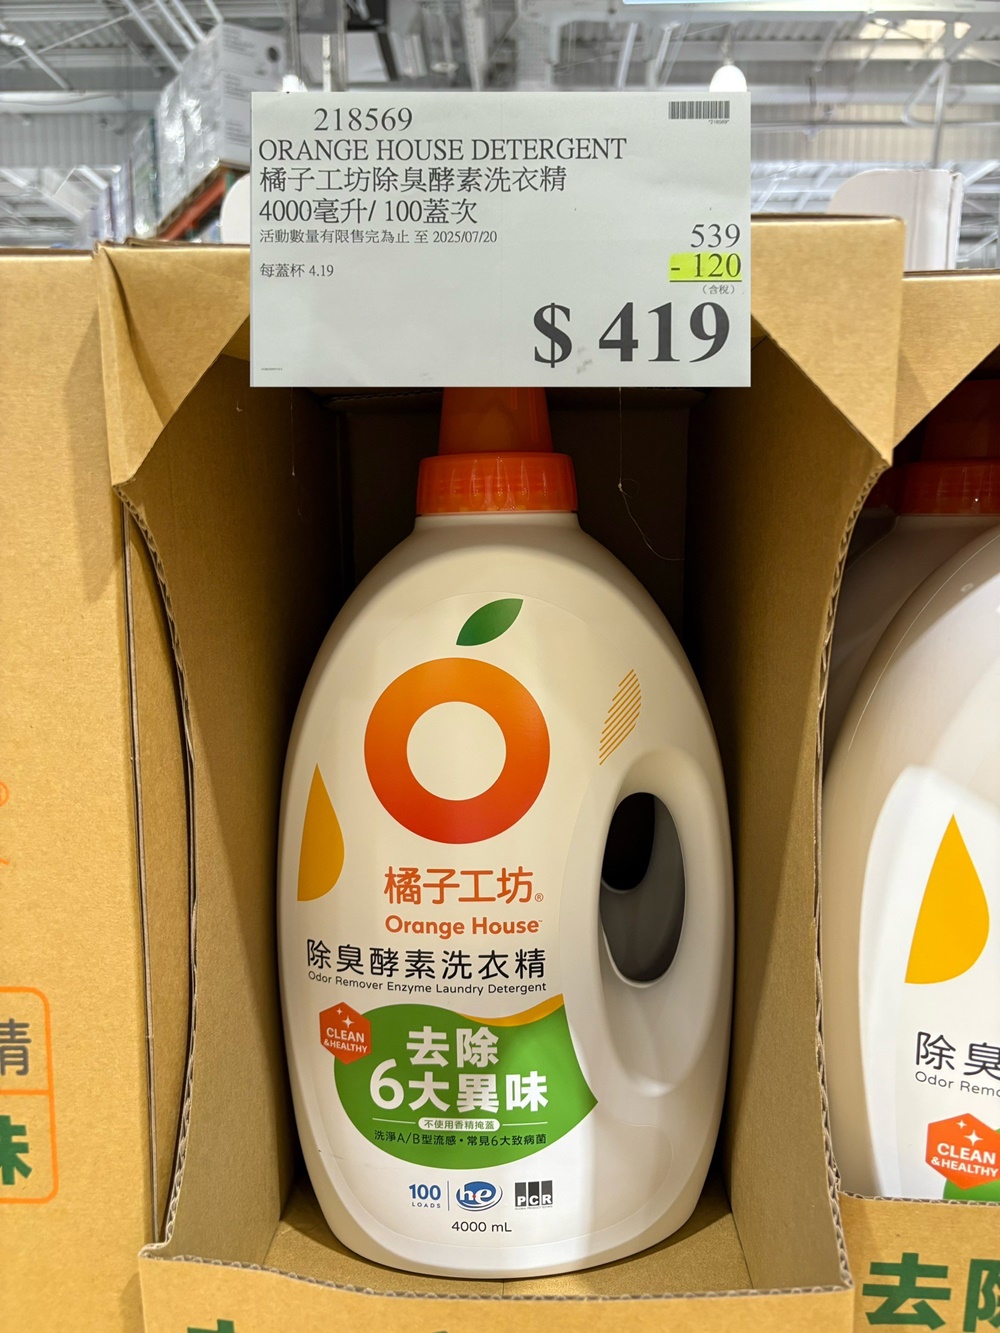 218569
"218569"
ORANGE HOUSE DETERGENT
橘子工坊除臭酵素洗衣精
4000毫升/ 100蓋次
活動數量有限售完為止 至 2025/07/20
539
- 120
(含稅)
每蓋杯 4.19
$ 419
橘子工坊®
Orange House™
除臭酵素洗衣精
Odor Remover Enzyme Laundry Detergent
CLEAN
&HEALTHY
去除
6大異味
不使用香精掩蓋
洗淨A/B型流感・常見6大致病菌
100
LOADS
he
PCR
4000 mL
除臭
Odor Remo
CLEAN
&HEALTHY
精
味
去除